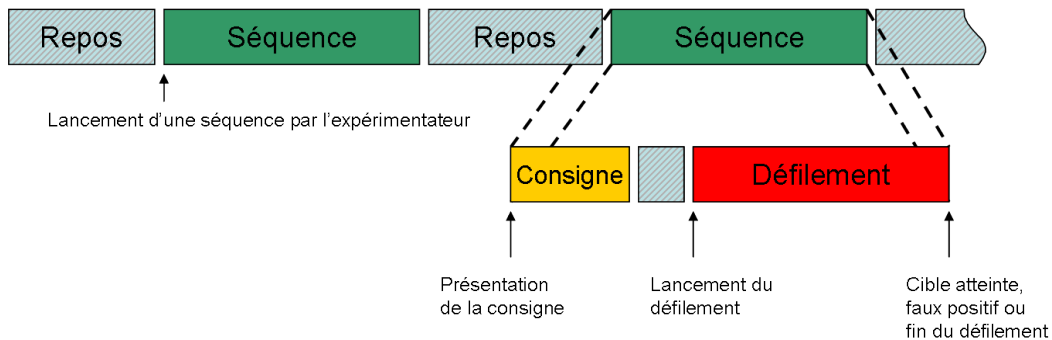 Repos
Séquence
Repos
Séquence
Lancement d’une séquence par l’expérimentateur
Consigne
Défilement
Présentation
de la consigne
Lancement du
défilement
Cible atteinte,
faux positif ou
fin du défilement